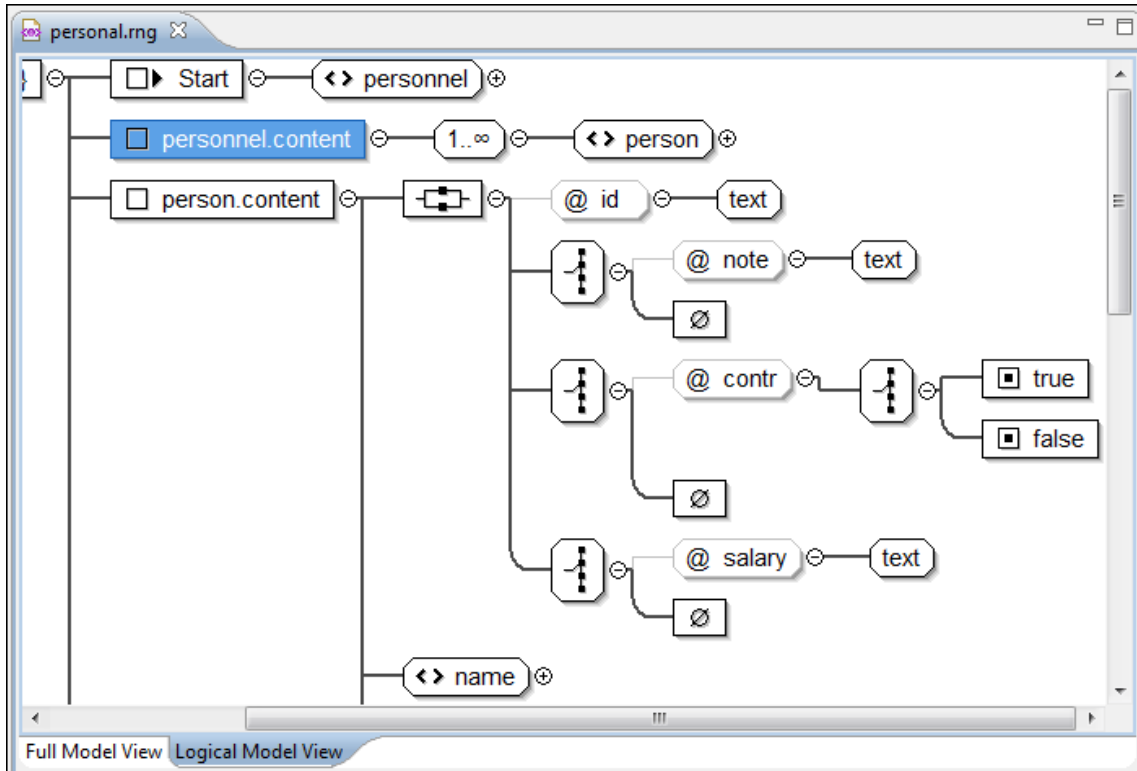 personal.rng
} Start <> personnel
personnel.content 1..∞ <> person
person.content @ id text
@ note text
∅
@ contr true
false
∅
@ salary text
∅
<> name
Full Model View Logical Model View